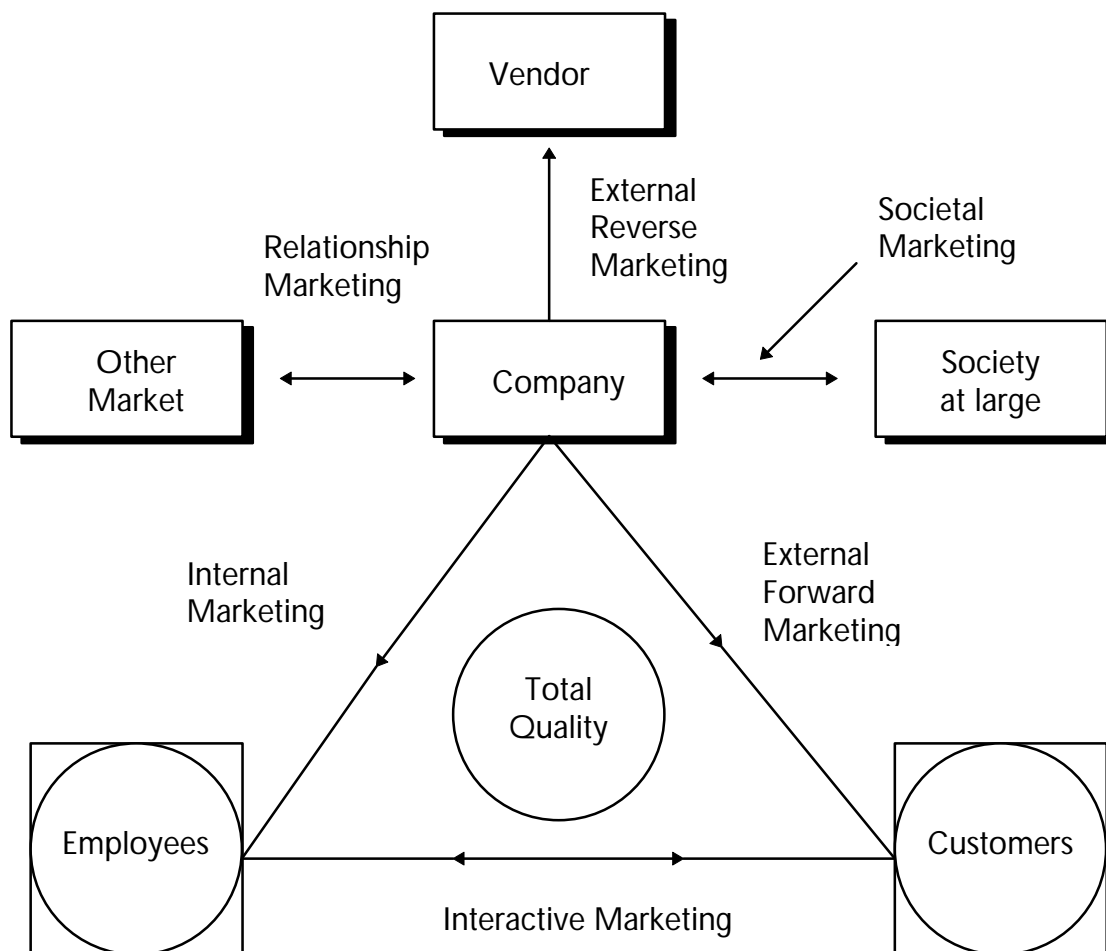 Vendor
External
Reverse
Marketing
Societal
Marketing
Relationship
Marketing
Other
Market
Company
Society
at large
Internal
Marketing
External
Forward
Marketing
Total
Quality
Employees
Customers
Interactive Marketing